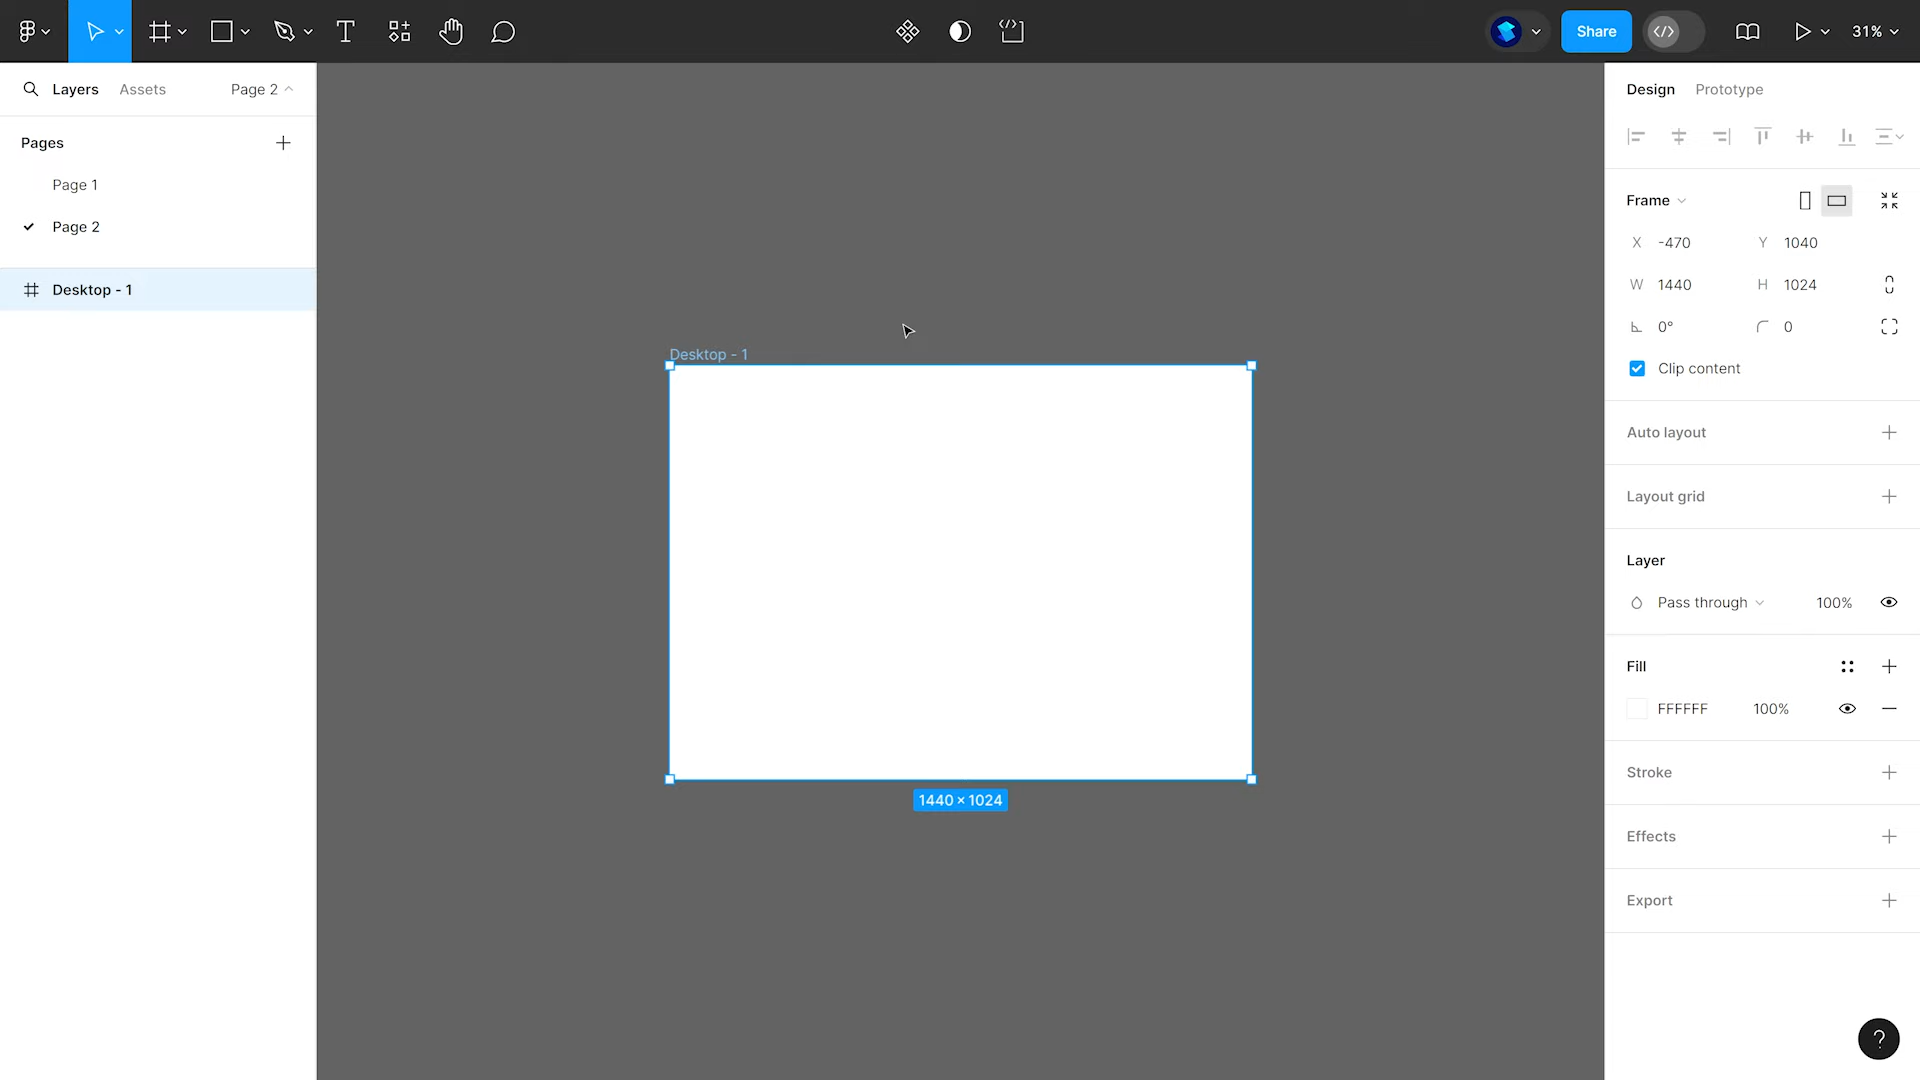 Share
31%
Layers Assets Page 2
Pages
Page 1
Page 2
Desktop - 1
Desktop - 1
1440 × 1024
Design Prototype
Frame
X -470 Y 1040
W 1440 H 1024
0° 0
Clip content
Auto layout
Layout grid
Layer
Pass through 100%
Fill
FFFFFF 100%
Stroke
Effects
Export
?